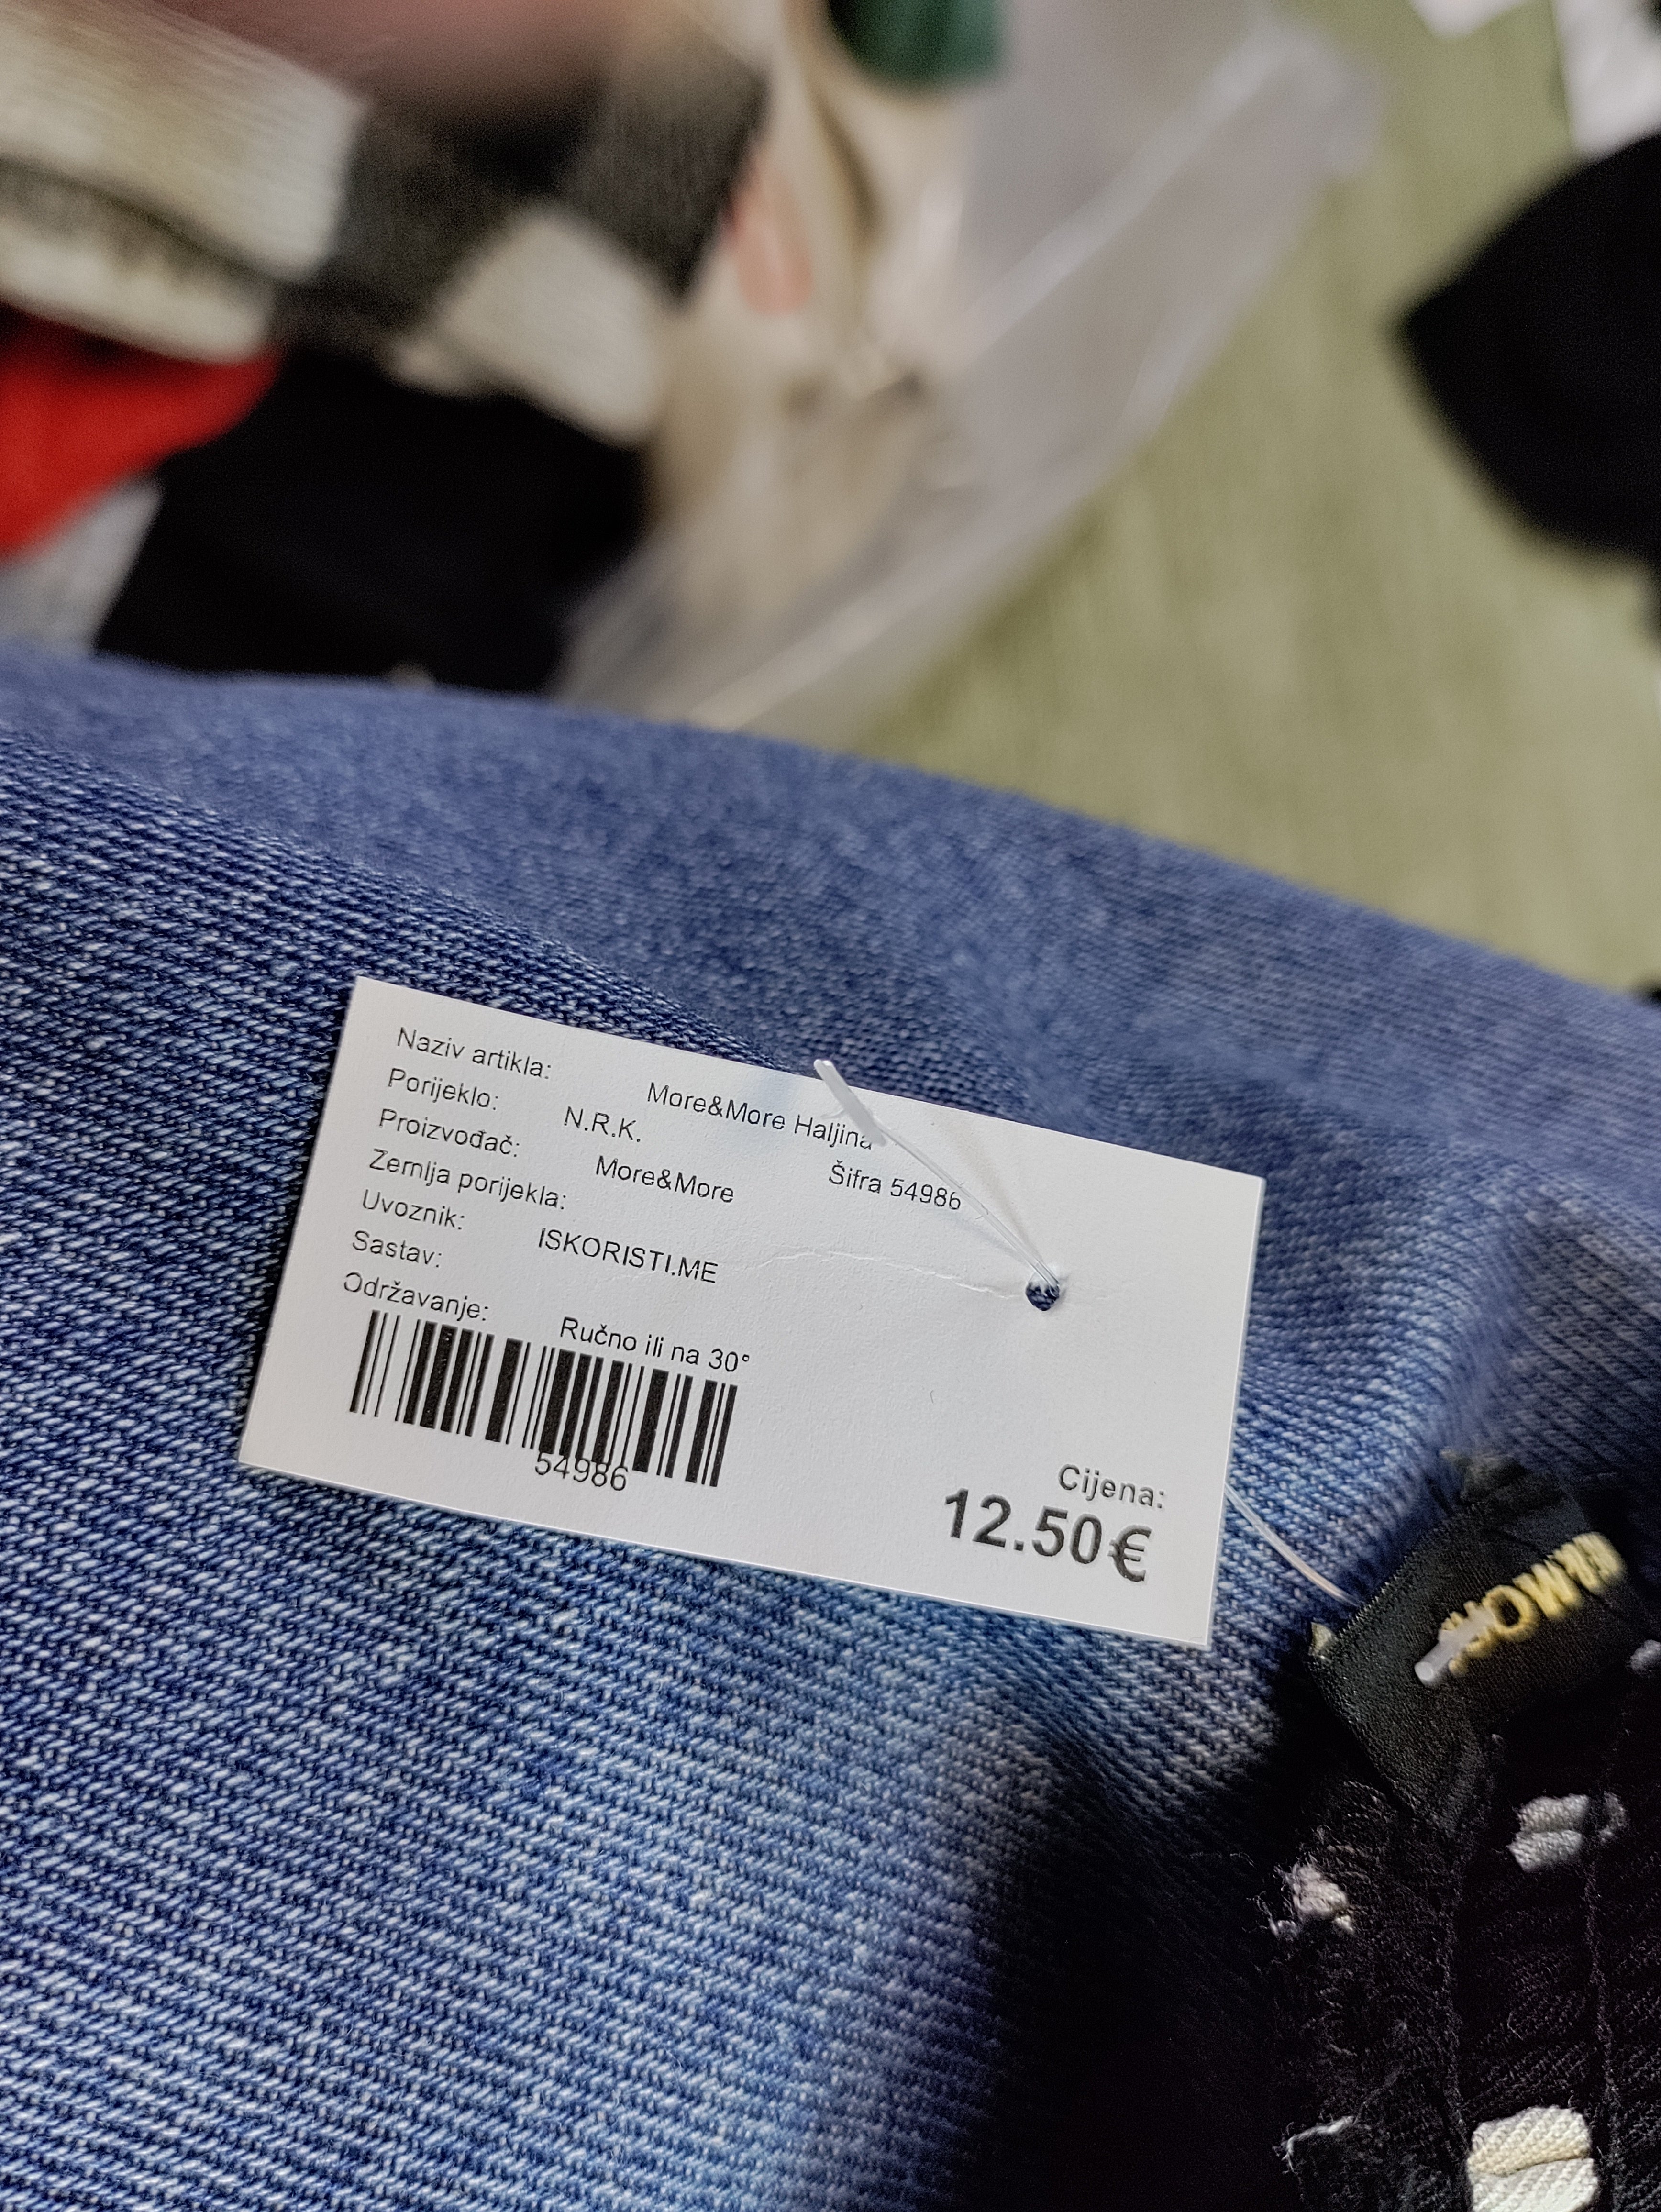 Naziv artikla: More&More Haljina
Porijeklo: N.R.K. Šifra 54986
Proizvođač: More&More
Zemlja porijekla:
Uvoznik: ISKORISTI.ME
Sastav:
Održavanje: Ručno ili na 30°
54986
Cijena:
12.50€